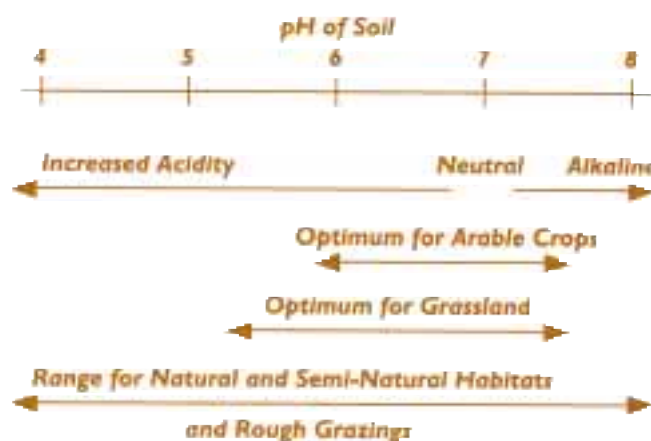 pH of Soil
4 5 6 7 8
Increased Acidity Neutral Alkaline
Optimum for Arable Crops
Optimum for Grassland
Range for Natural and Semi-Natural Habitats
and Rough Grazings